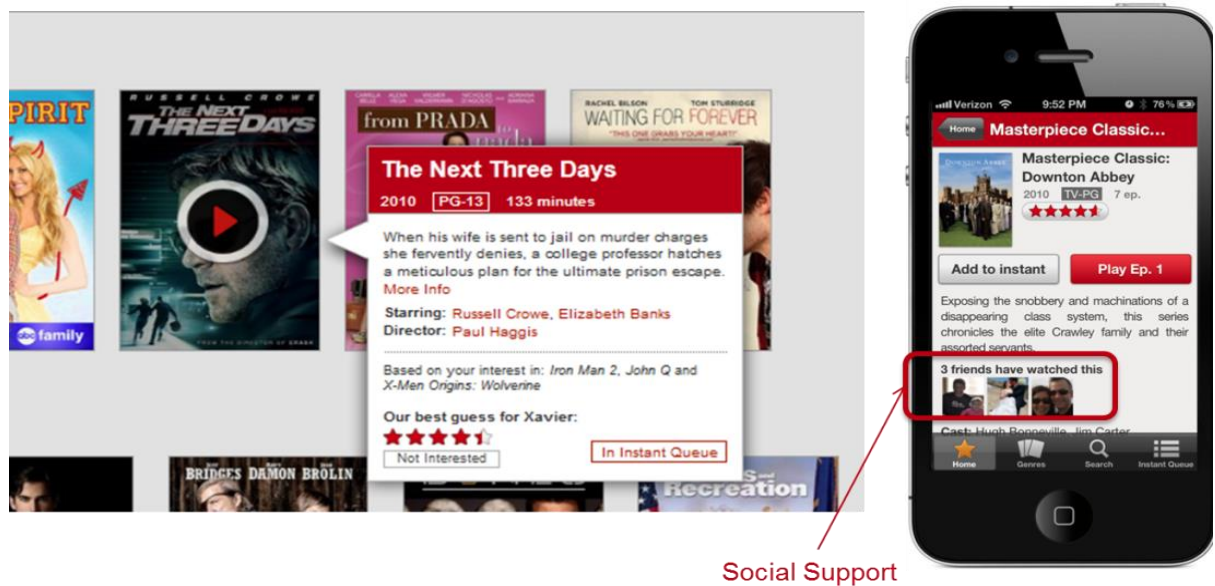 PIRIT
abc family
RUSSELL CROWE
THE NEXT
THREE DAYS
FROM THE DIRECTOR OF CRASH
from PRADA
RACHEL BILSON TOM STURRIDGE
WAITING FOR FOREVER
"THIS ONE GRABS YOUR HEART!"
The Next Three Days
2010 PG-13 133 minutes
When his wife is sent to jail on murder charges
she fervently denies, a college professor hatches
a meticulous plan for the ultimate prison escape.
More Info
Starring: Russell Crowe, Elizabeth Banks
Director: Paul Haggis
Based on your interest in: Iron Man 2, John Q and
X-Men Origins: Wolverine
Our best guess for Xavier:
Not Interested
In Instant Queue
BRIDGES DAMON BROLIN
Recreation
Verizon 9:52 PM 76%
Home Masterpiece Classic...
DOWNTON ABBEY
Masterpiece Classic:
Downton Abbey
2010 TV-PG 7 ep.
Add to instant
Play Ep. 1
Exposing the snobbery and machinations of a
disappearing class system, this series
chronicles the elite Crawley family and their
assorted servants.
3 friends have watched this
Cast: Hugh Bonneville, Jim Carter
Home Genres Search Instant Queue
Social Support